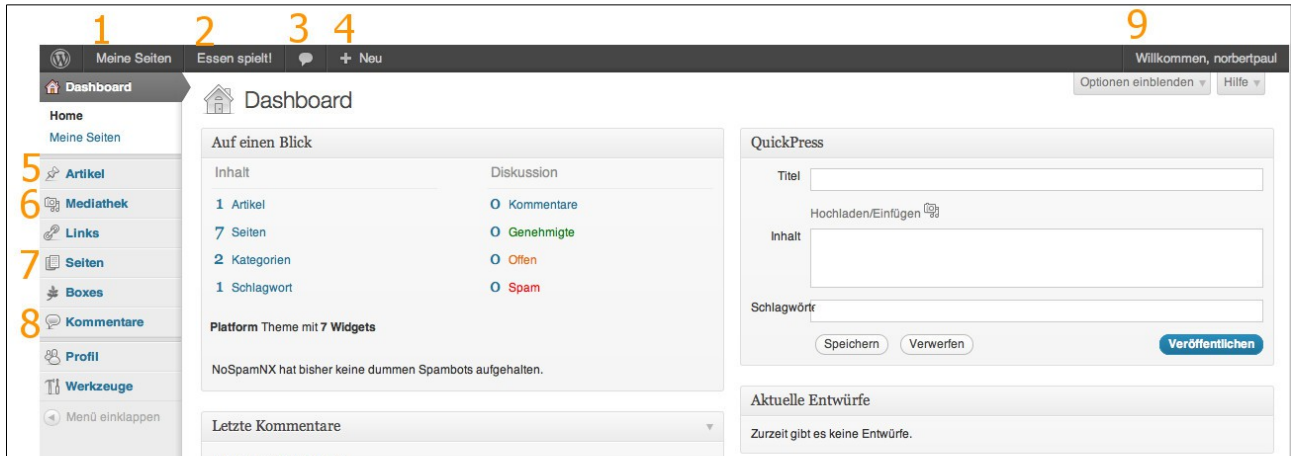 1 2 3 4 9
Meine Seiten Essen spielt! Neu Willkommen, norbertpaul
Dashboard
Home
Meine Seiten
5 Artikel
6 Mediathek
Links
7 Seiten
Boxes
8 Kommentare
Profil
Werkzeuge
Menü einklappen
Optionen einblenden Hilfe
Dashboard
Auf einen Blick
Inhalt Diskussion
1 Artikel 0 Kommentare
7 Seiten 0 Genehmigte
2 Kategorien 0 Offen
1 Schlagwort 0 Spam
Platform Theme mit 7 Widgets
NoSpamNX hat bisher keine dummen Spambots aufgehalten.
Letzte Kommentare
QuickPress
Titel
Hochladen/Einfügen
Inhalt
Schlagwörte
Speichern Verwerfen Veröffentlichen
Aktuelle Entwürfe
Zurzeit gibt es keine Entwürfe.